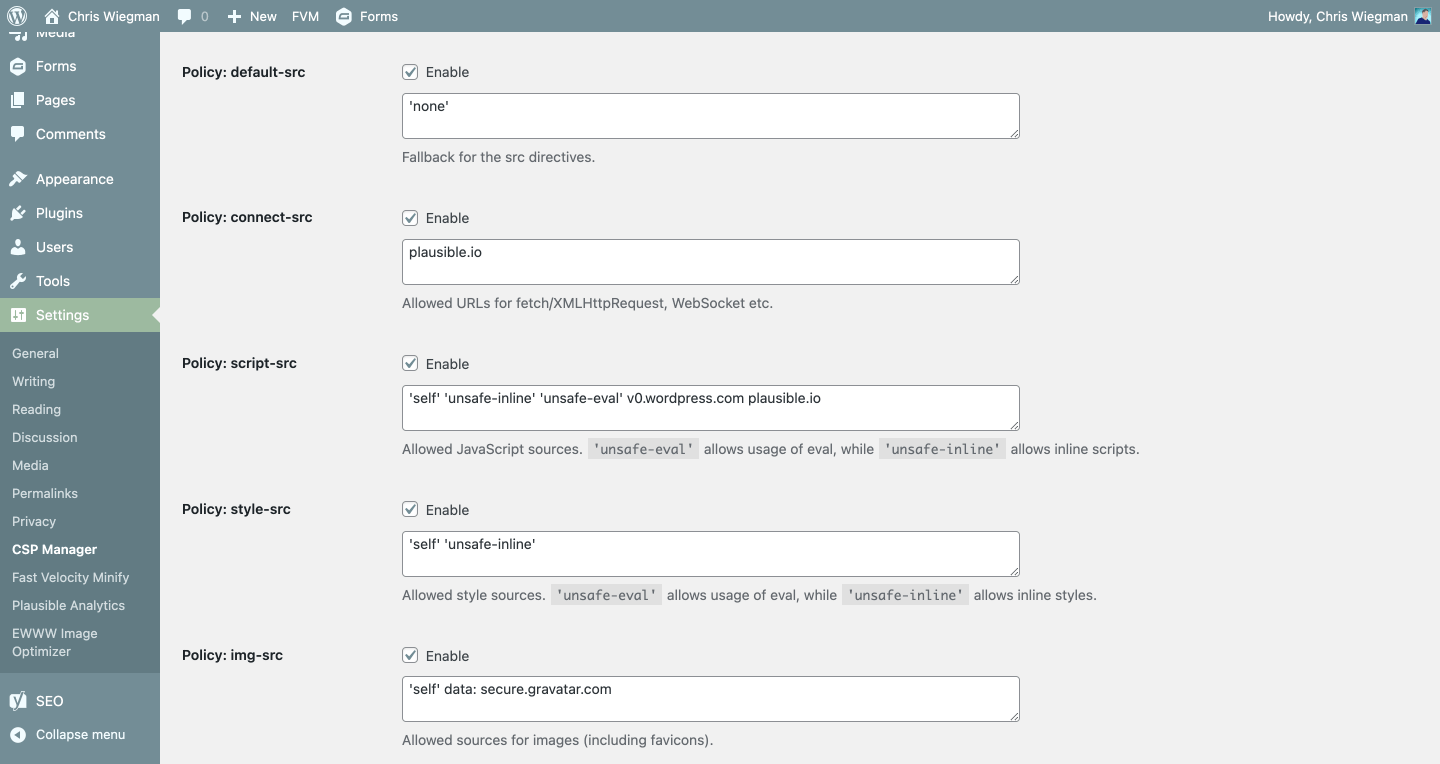 Chris Wiegman 0 New FVM Forms Howdy, Chris Wiegman
Media
Forms
Pages
Comments
Appearance
Plugins
Users
Tools
Settings
General
Writing
Reading
Discussion
Media
Permalinks
Privacy
CSP Manager
Fast Velocity Minify
Plausible Analytics
EWWW Image
Optimizer
SEO
Collapse menu
Policy: default-src Enable
'none'
Fallback for the src directives.
Policy: connect-src Enable
plausible.io
Allowed URLs for fetch/XMLHttpRequest, WebSocket etc.
Policy: script-src Enable
'self' 'unsafe-inline' 'unsafe-eval' v0.wordpress.com plausible.io
Allowed JavaScript sources. 'unsafe-eval' allows usage of eval, while 'unsafe-inline' allows inline scripts.
Policy: style-src Enable
'self' 'unsafe-inline'
Allowed style sources. 'unsafe-eval' allows usage of eval, while 'unsafe-inline' allows inline styles.
Policy: img-src Enable
'self' data: secure.gravatar.com
Allowed sources for images (including favicons).